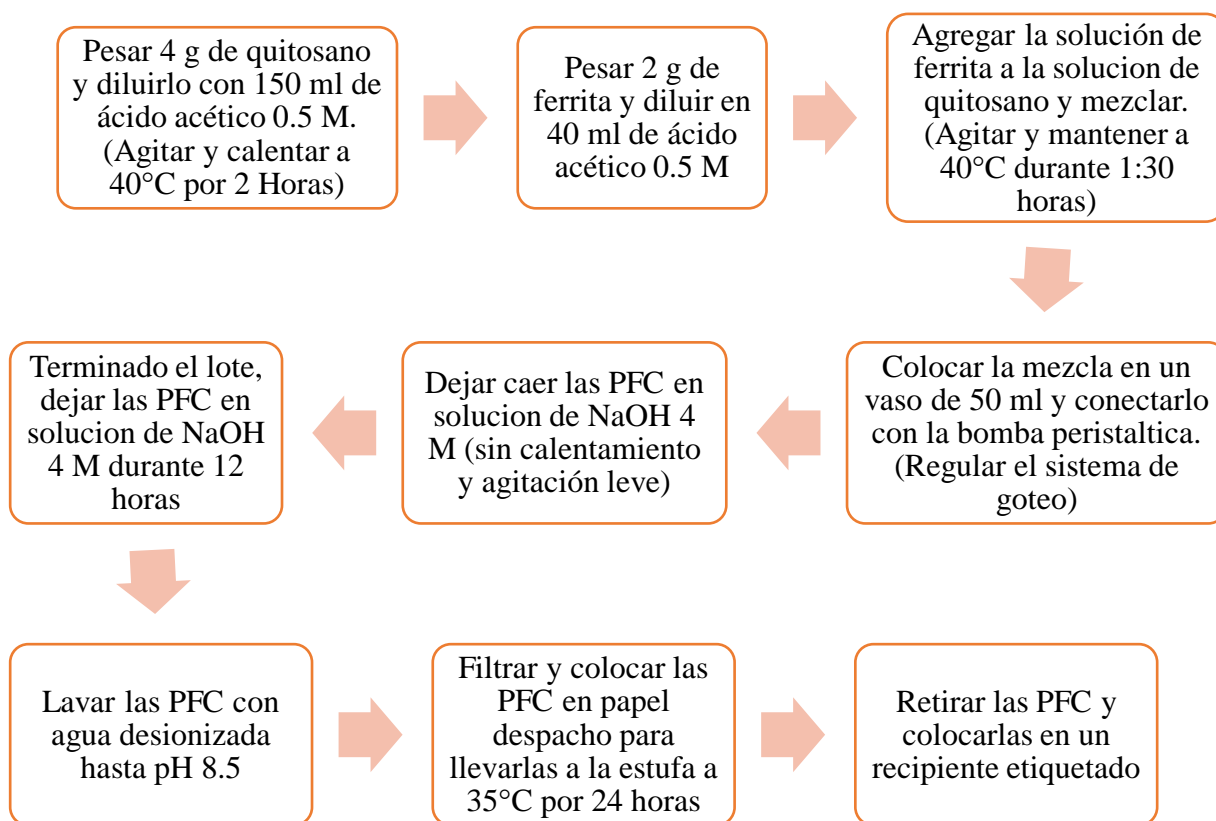 Pesar 4 g de quitosano
y diluirlo con 150 ml de
ácido acético 0.5 M.
(Agitar y calentar a
40°C por 2 Horas)
Pesar 2 g de
ferrita y diluir en
40 ml de ácido
acético 0.5 M
Agregar la solución de
ferrita a la solucion de
quitosano y mezclar.
(Agitar y mantener a
40°C durante 1:30
horas)
Colocar la mezcla en un
vaso de 50 ml y conectarlo
con la bomba peristaltica.
(Regular el sistema de
goteo)
Dejar caer las PFC en
solucion de NaOH 4
M (sin calentamiento
y agitación leve)
Terminado el lote,
dejar las PFC en
solucion de NaOH
4 M durante 12
horas
Lavar las PFC con
agua desionizada
hasta pH 8.5
Filtrar y colocar las
PFC en papel
despacho para
llevarlas a la estufa a
35°C por 24 horas
Retirar las PFC y
colocarlas en un
recipiente etiquetado